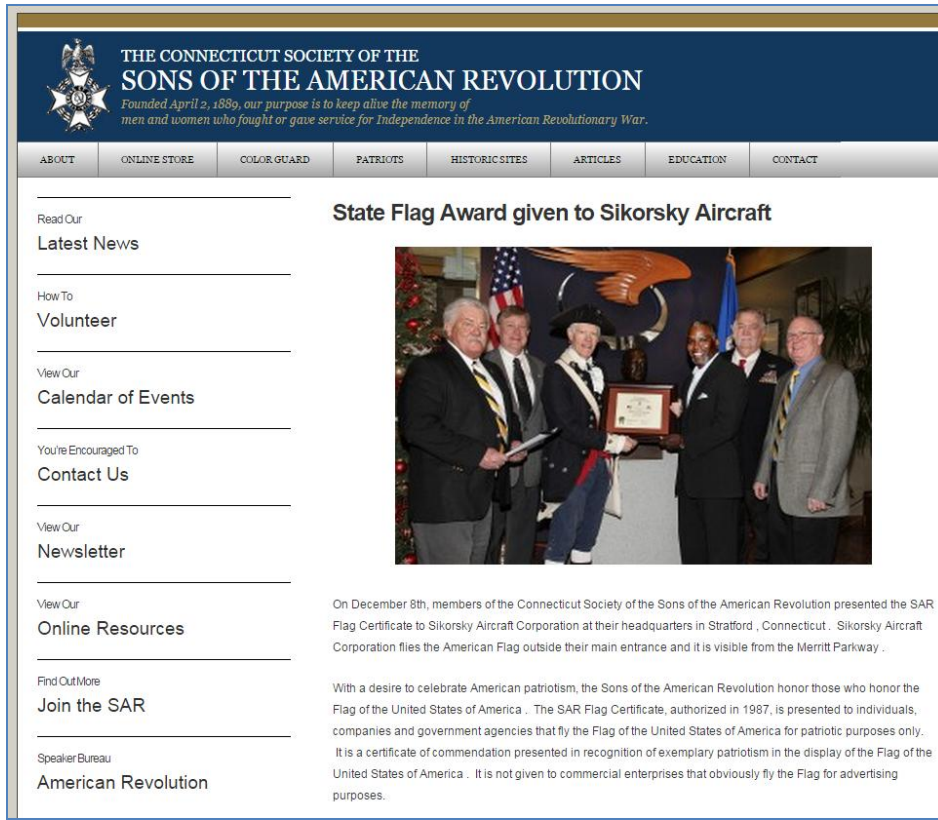 THE CONNECTICUT SOCIETY OF THE
SONS OF THE AMERICAN REVOLUTION
Founded April 2, 1889, our purpose is to keep alive the memory of
men and women who fought or gave service for Independence in the American Revolutionary War.
ABOUT ONLINE STORE COLOR GUARD PATRIOTS HISTORIC SITES ARTICLES EDUCATION CONTACT
Read Our
Latest News
How To
Volunteer
View Our
Calendar of Events
You're Encouraged To
Contact Us
View Our
Newsletter
View Our
Online Resources
Find Out More
Join the SAR
Speaker Bureau
American Revolution
State Flag Award given to Sikorsky Aircraft
On December 8th, members of the Connecticut Society of the Sons of the American Revolution presented the SAR
Flag Certificate to Sikorsky Aircraft Corporation at their headquarters in Stratford , Connecticut .  Sikorsky Aircraft
Corporation flies the American Flag outside their main entrance and it is visible from the Merritt Parkway .
With a desire to celebrate American patriotism, the Sons of the American Revolution honor those who honor the
Flag of the United States of America .  The SAR Flag Certificate, authorized in 1987, is presented to individuals,
companies and government agencies that fly the Flag of the United States of America for patriotic purposes only.
It is a certificate of commendation presented in recognition of exemplary patriotism in the display of the Flag of the
United States of America .  It is not given to commercial enterprises that obviously fly the Flag for advertising
purposes.